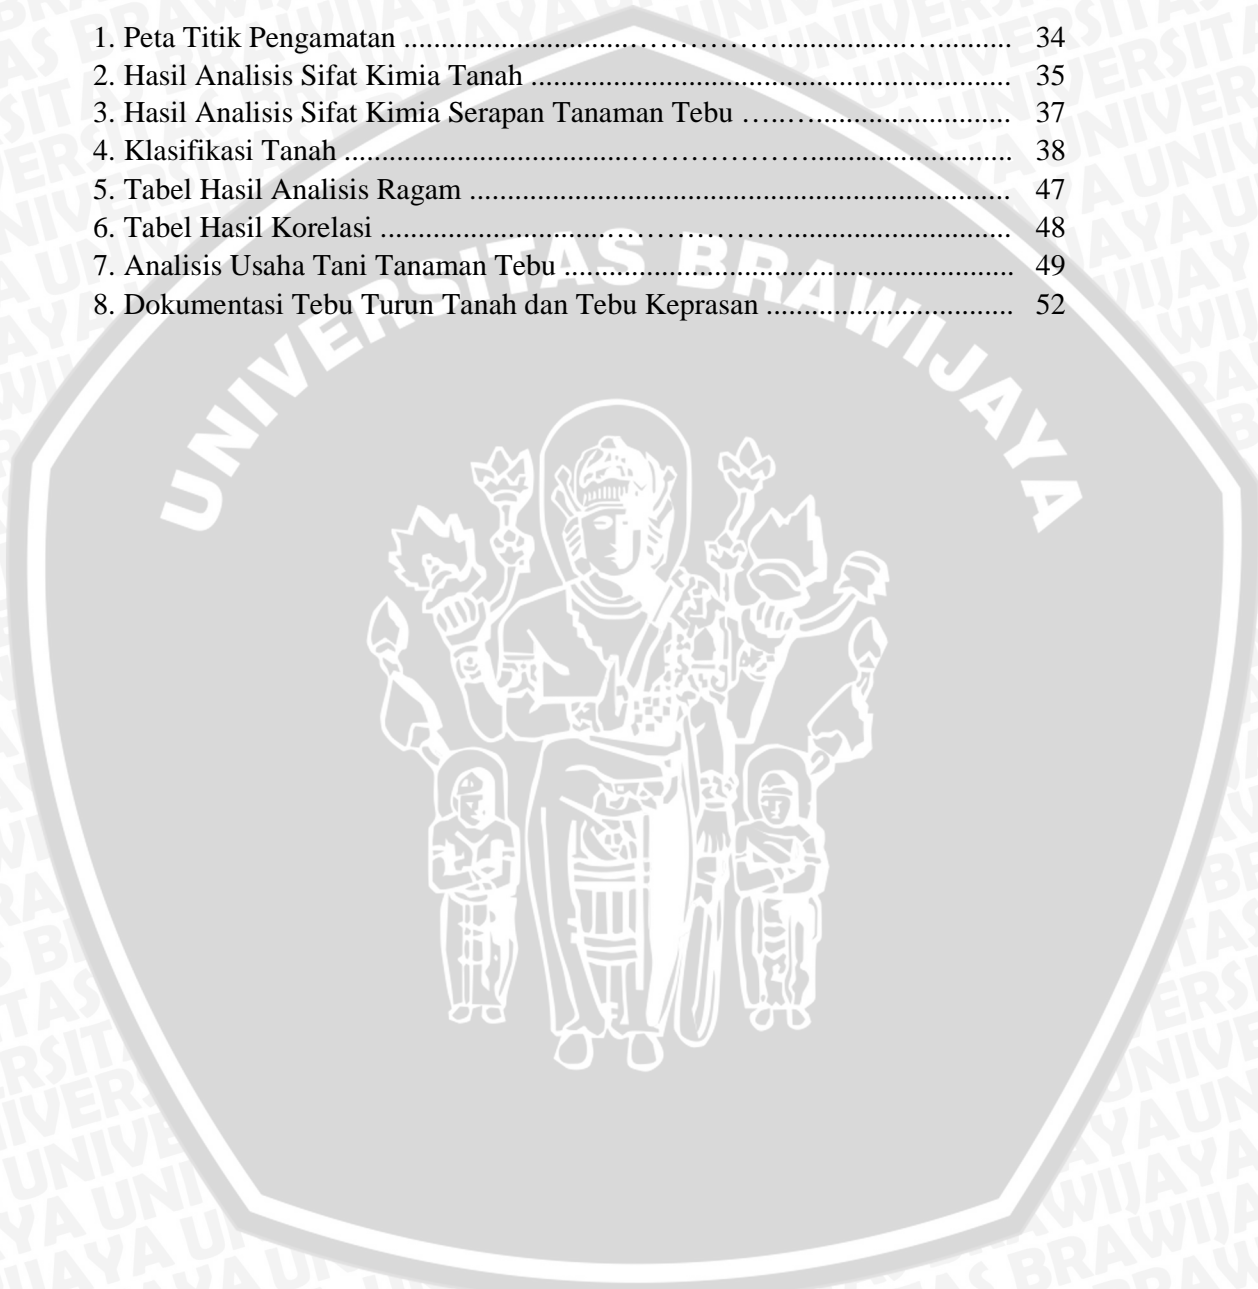 1. Peta Titik Pengamatan ..............................……………...................…......... 34
2. Hasil Analisis Sifat Kimia Tanah ................................................................ 35
3. Hasil Analisis Sifat Kimia Serapan Tanaman Tebu ….…........................... 37
4. Klasifikasi Tanah ......................................………………............................ 38
5. Tabel Hasil Analisis Ragam ........................................................................ 47
6. Tabel Hasil Korelasi ...............................….…...………............................... 48
7. Analisis Usaha Tani Tanaman Tebu ............................................................ 49
8. Dokumentasi Tebu Turun Tanah dan Tebu Keprasan ................................. 52
UNIVERSITAS BRAWIJAYA